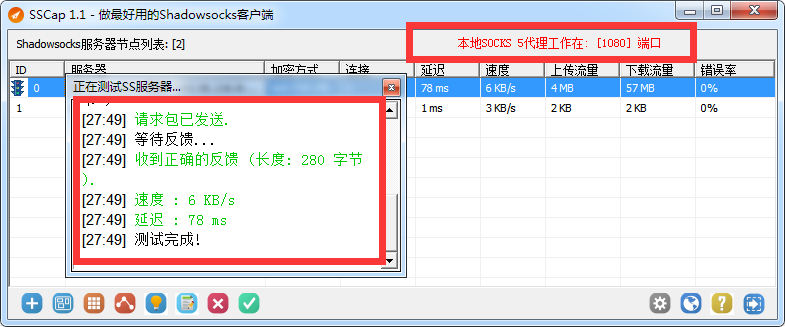 SSCap 1.1 - 做最好用的Shadowsocks客户端
Shadowsocks服务器节点列表: [2]
本地SOCKS 5代理工作在: [1080] 端口
ID 服务器 加密方式 连接 延迟 速度 上传流量 下载流量 错误率
0 78 ms 6 KB/s 4 MB 57 MB 0%
1 1 ms 3 KB/s 2 KB 2 KB 0%
正在测试SS服务器...
[27:49] 请求包已发送.
[27:49] 等待反馈...
[27:49] 收到正确的反馈 (长度: 280 字节
).
[27:49] 速度 : 6 KB/s
[27:49] 延迟 : 78 ms
[27:49] 测试完成!